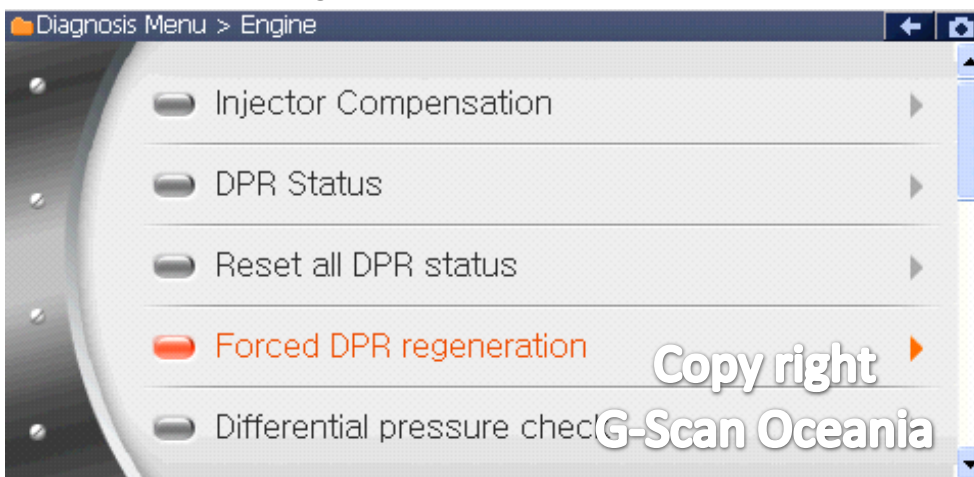 Diagnosis Menu > Engine
Injector Compensation
DPR Status
Reset all DPR status
Forced DPR regeneration
Differential pressure check
Copy right
G-Scan Oceania